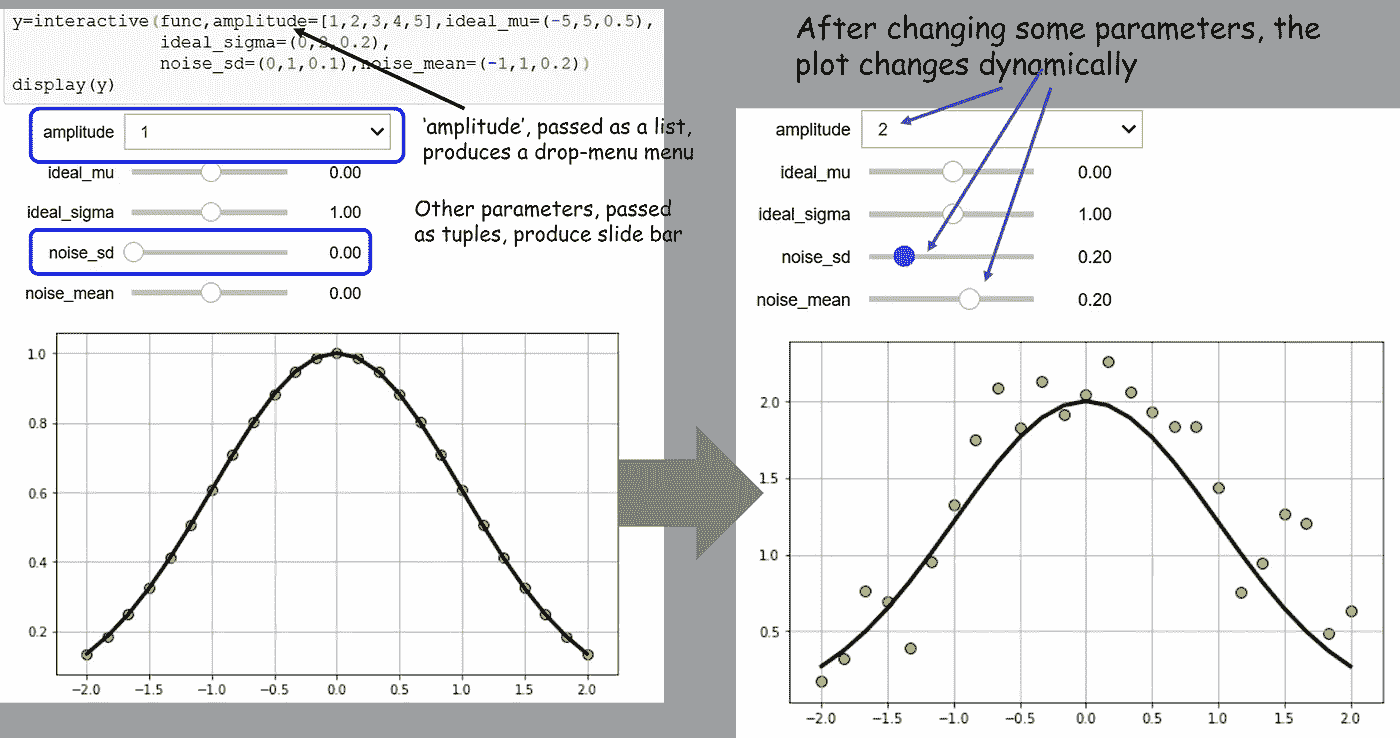 y=interactive(func,amplitude=[1,2,3,4,5],ideal_mu=(-5,5,0.5),
ideal_sigma=(0,2,0.2),
noise_sd=(0,1,0.1),noise_mean=(-1,1,0.2))
display(y)
amplitude 1
ideal_mu 0.00
ideal_sigma 1.00
noise_sd 0.00
noise_mean 0.00
‘amplitude’, passed as a list,
produces a drop-menu menu
Other parameters, passed
as tuples, produce slide bar
1.0
0.8
0.6
0.4
0.2
−2.0 −1.5 −1.0 −0.5 0.0 0.5 1.0 1.5 2.0
After changing some parameters, the
plot changes dynamically
amplitude 2
ideal_mu 0.00
ideal_sigma 1.00
noise_sd 0.20
noise_mean 0.20
2.0
1.5
1.0
0.5
−2.0 −1.5 −1.0 −0.5 0.0 0.5 1.0 1.5 2.0